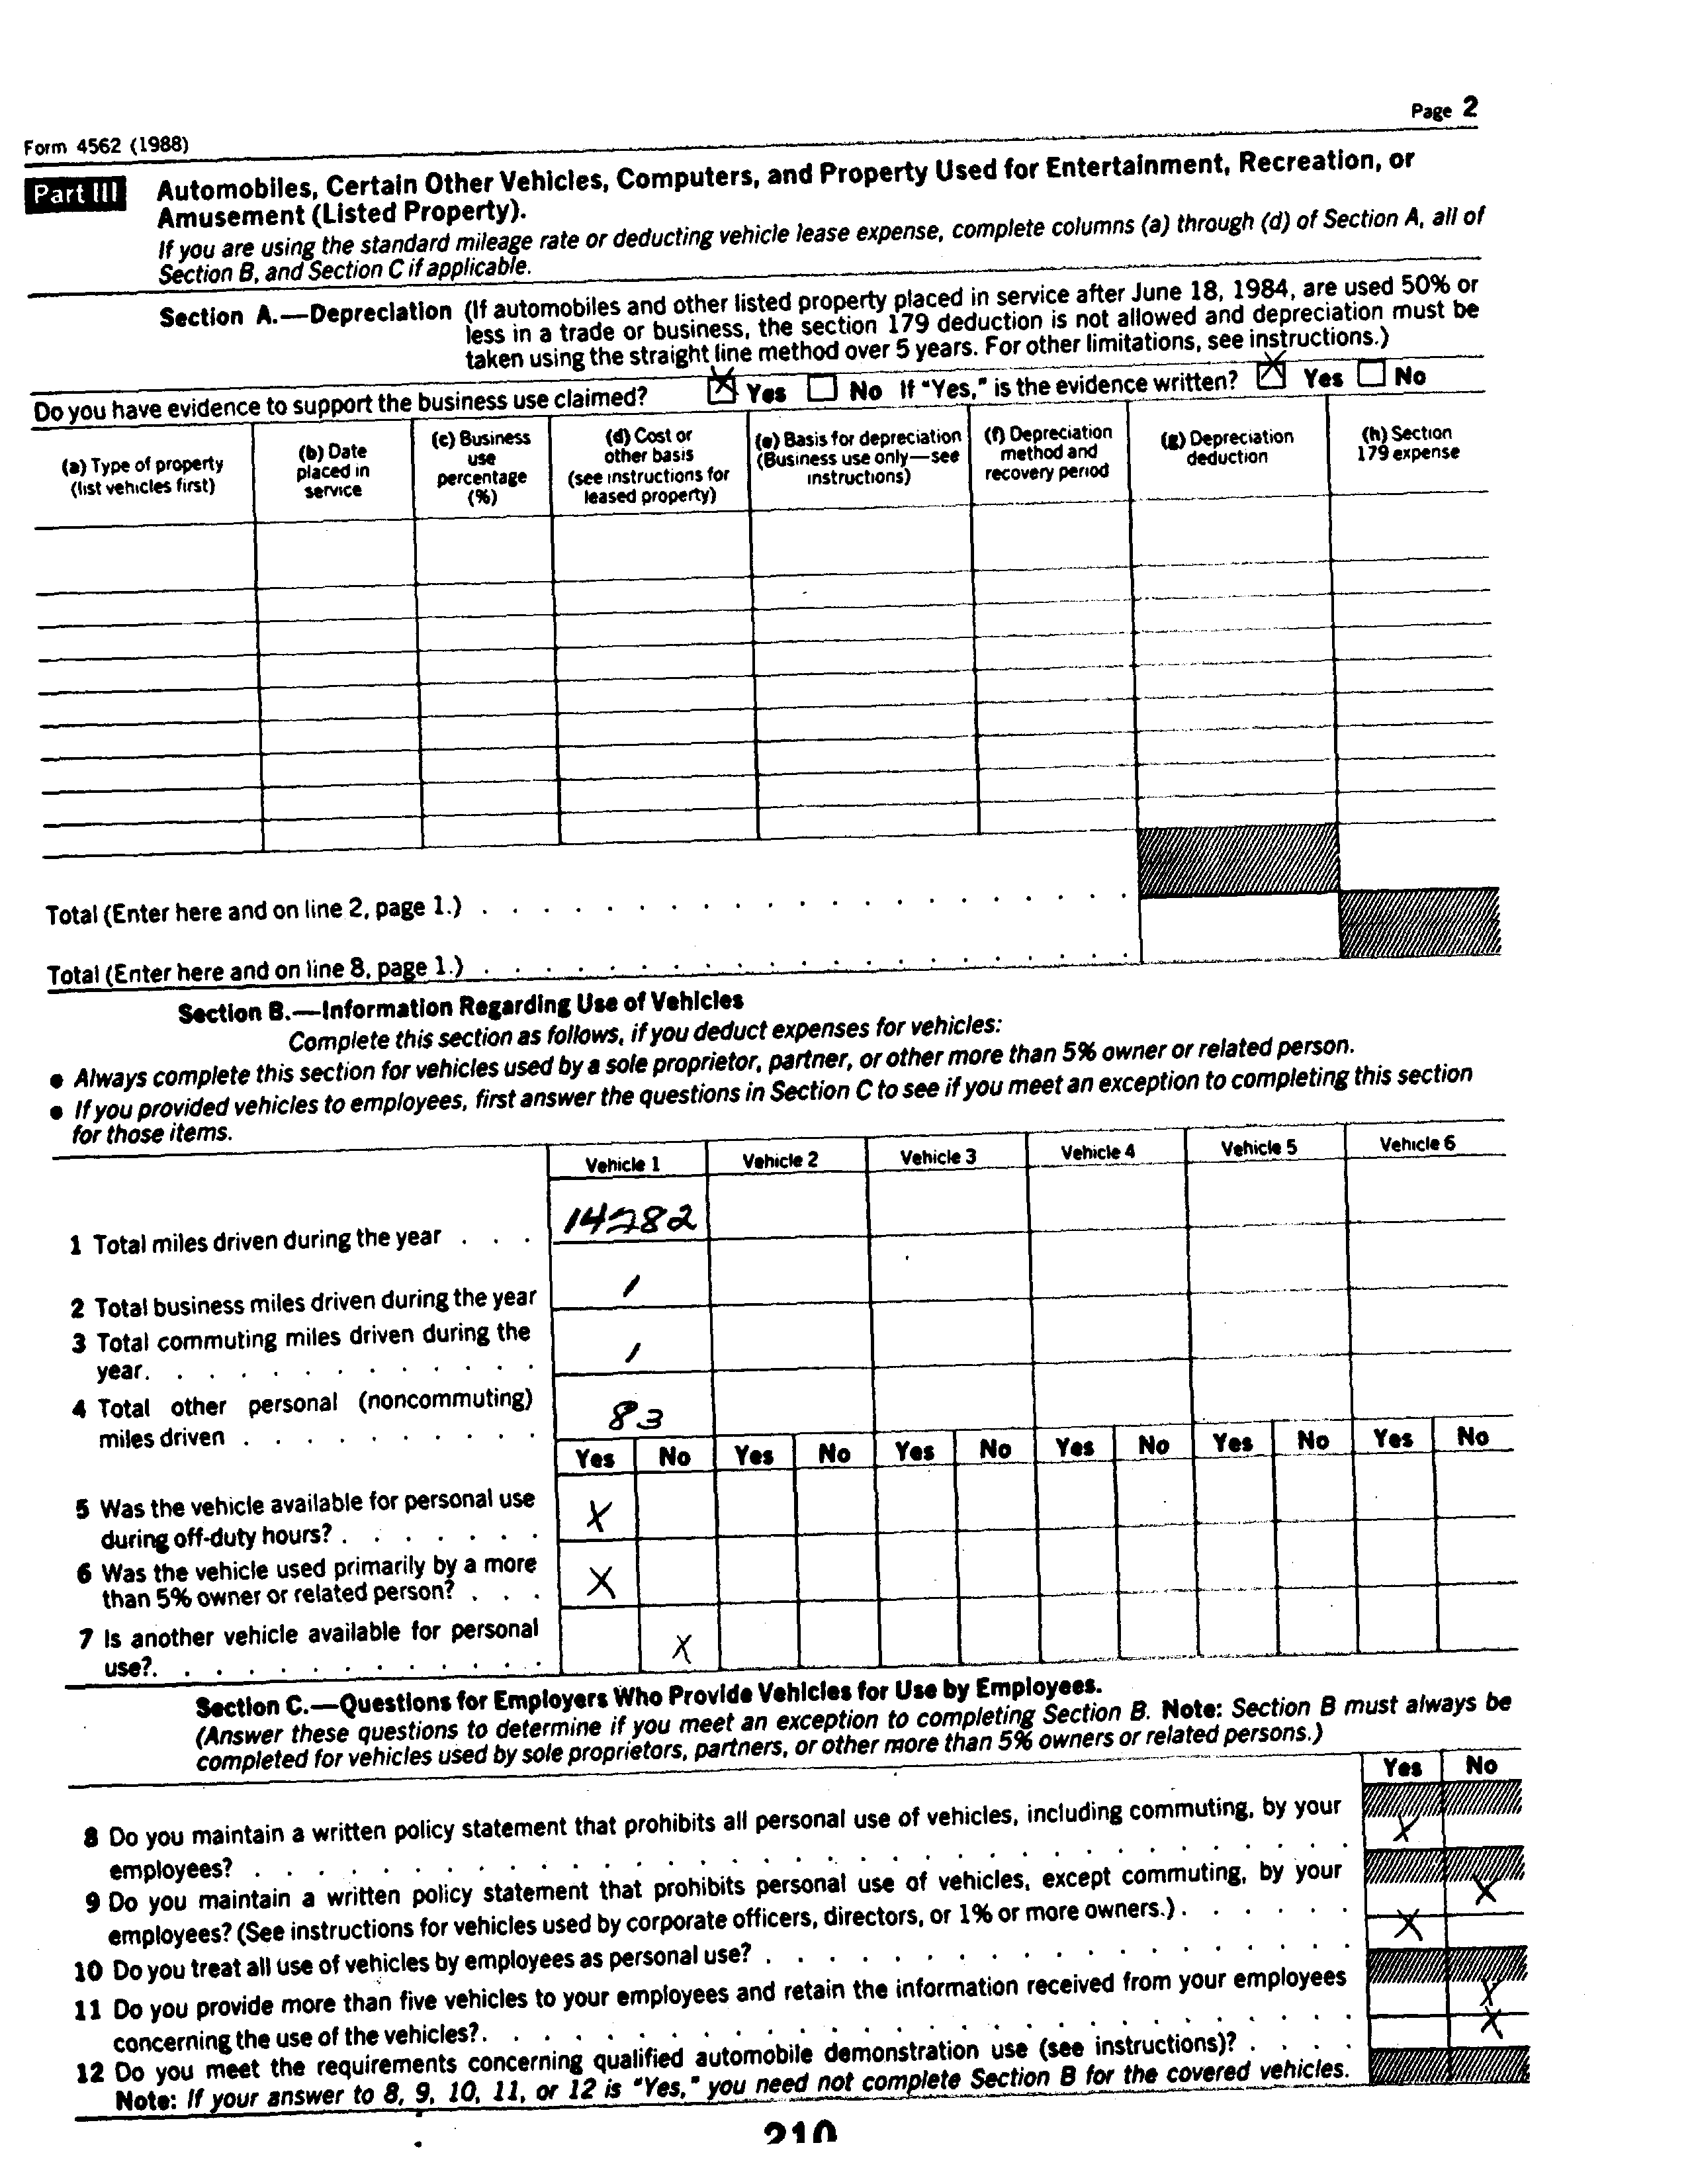 Page 2
Form 4562 (1988)
Part III Automobiles, Certain Other Vehicles, Computers, and Property Used for Entertainment, Recreation, or
Amusement (Listed Property).
If you are using the standard mileage rate or deducting vehicle lease expense, complete columns (a) through (d) of Section A, all of
Section B, and Section C if applicable.
Section A.—Depreciation (If automobiles and other listed property placed in service after June 18, 1984, are used 50% or
less in a trade or business, the section 179 deduction is not allowed and depreciation must be
taken using the straight line method over 5 years. For other limitations, see instructions.)
Do you have evidence to support the business use claimed? X Yes No If "Yes," is the evidence written? X Yes No
(a) Type of property
(list vehicles first)
(b) Date
placed in
service
(c) Business
use
percentage
(%)
(d) Cost or
other basis
(see instructions for
leased property)
(e) Basis for depreciation
(Business use only—see
instructions)
(f) Depreciation
method and
recovery period
(g) Depreciation
deduction
(h) Section
179 expense
Total (Enter here and on line 2, page 1.)
Total (Enter here and on line 8, page 1.)
Section B.—Information Regarding Use of Vehicles
Complete this section as follows, if you deduct expenses for vehicles:
● Always complete this section for vehicles used by a sole proprietor, partner, or other more than 5% owner or related person.
● If you provided vehicles to employees, first answer the questions in Section C to see if you meet an exception to completing this section
for those items.
Vehicle 1 Vehicle 2 Vehicle 3 Vehicle 4 Vehicle 5 Vehicle 6
1 Total miles driven during the year . . . 14282
2 Total business miles driven during the year 1
3 Total commuting miles driven during the
year. . . . . . . . . . . 1
4 Total other personal (noncommuting)
miles driven . . . . . . . . . . 83
Yes No Yes No Yes No Yes No Yes No Yes No
5 Was the vehicle available for personal use
during off-duty hours? . . . . . . . X
6 Was the vehicle used primarily by a more
than 5% owner or related person? . . . X
7 Is another vehicle available for personal
use?. . . . . . . . . . . . X
Section C.—Questions for Employers Who Provide Vehicles for Use by Employees.
(Answer these questions to determine if you meet an exception to completing Section B. Note: Section B must always be
completed for vehicles used by sole proprietors, partners, or other more than 5% owners or related persons.)
Yes No
8 Do you maintain a written policy statement that prohibits all personal use of vehicles, including commuting, by your
employees? X
9 Do you maintain a written policy statement that prohibits personal use of vehicles, except commuting, by your
employees? (See instructions for vehicles used by corporate officers, directors, or 1% or more owners.) . . . . . . X
10 Do you treat all use of vehicles by employees as personal use? X
11 Do you provide more than five vehicles to your employees and retain the information received from your employees
concerning the use of the vehicles?. X
12 Do you meet the requirements concerning qualified automobile demonstration use (see instructions)? . . . . X
Note: If your answer to 8, 9, 10, 11, or 12 is "Yes," you need not complete Section B for the covered vehicles.
210